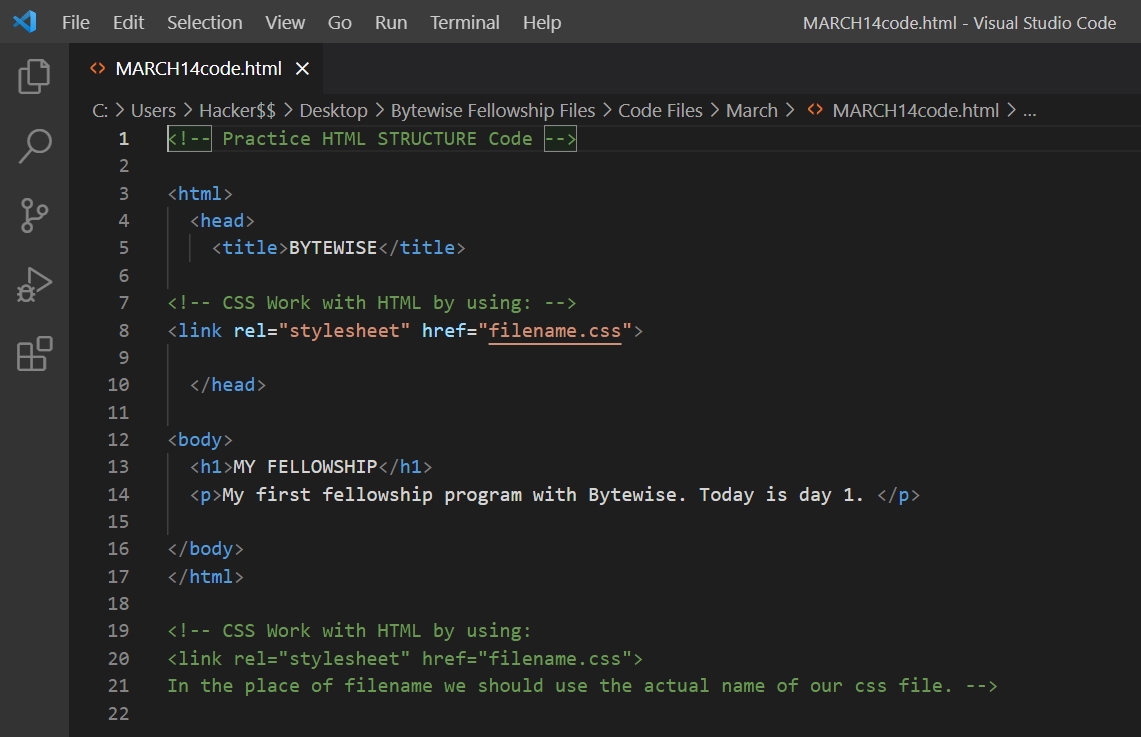 File Edit Selection View Go Run Terminal Help MARCH14code.html - Visual Studio Code
MARCH14code.html
C: > Users > Hacker$$ > Desktop > Bytewise Fellowship Files > Code Files > March > MARCH14code.html > ...
1 <!-- Practice HTML STRUCTURE Code -->
2
3 <html>
4 <head>
5 <title>BYTEWISE</title>
6
7 <!-- CSS Work with HTML by using: -->
8 <link rel="stylesheet" href="filename.css">
9
10 </head>
11
12 <body>
13 <h1>MY FELLOWSHIP</h1>
14 <p>My first fellowship program with Bytewise. Today is day 1. </p>
15
16 </body>
17 </html>
18
19 <!-- CSS Work with HTML by using:
20 <link rel="stylesheet" href="filename.css">
21 In the place of filename we should use the actual name of our css file. -->
22